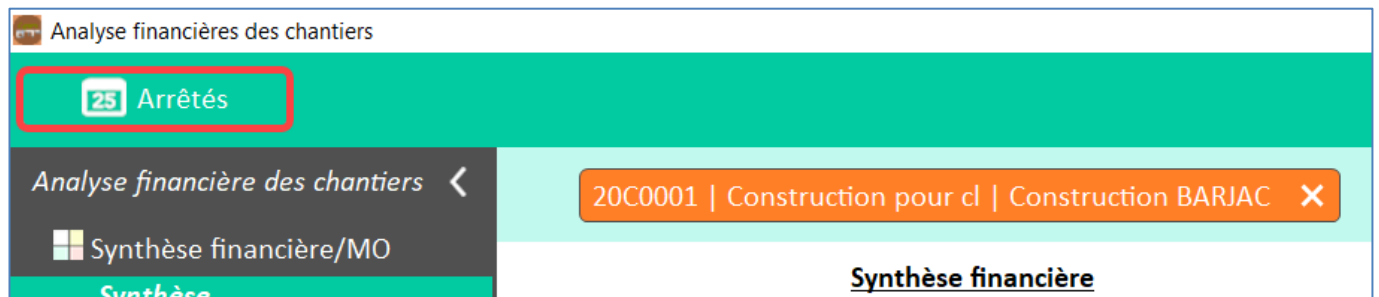 Analyse financières des chantiers
25 Arrêtés
Analyse financière des chantiers
20C0001 | Construction pour cl | Construction BARJAC
Synthèse financière/MO
Synthèse financière
Synthèse